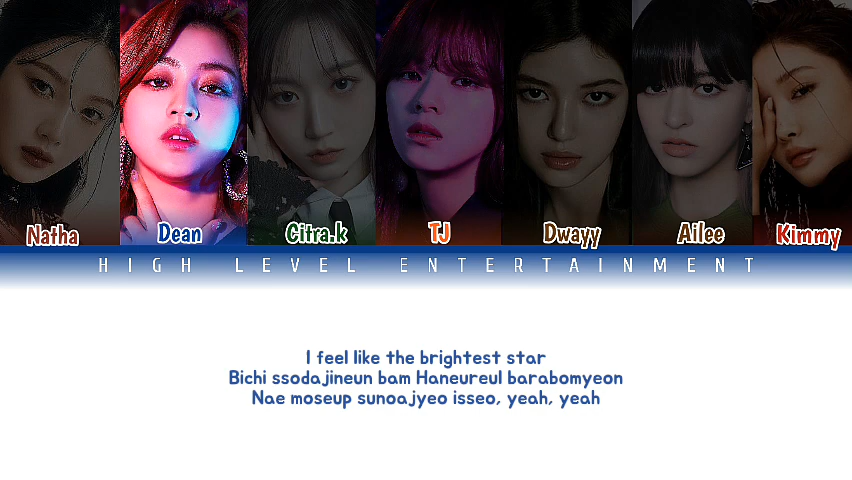 Natha
Dean
Citra.k
TJ
Dwayy
Ailee
Kimmy
HIGH LEVEL ENTERTAINMENT
I feel like the brightest star
Bichi ssodajineun bam Haneureul barabomyeon
Nae moseup sunoajyeo isseo, yeah, yeah